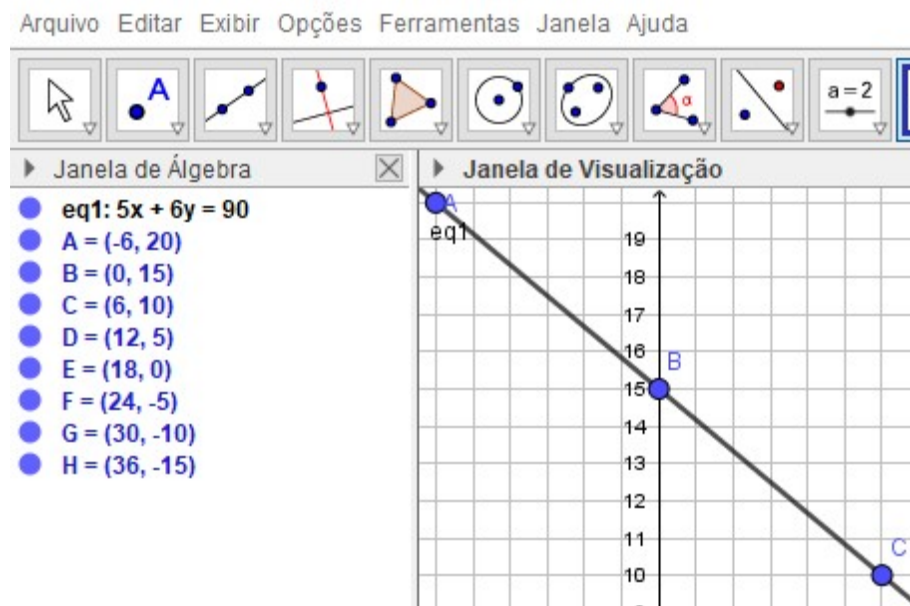 Arquivo Editar Exibir Opções Ferramentas Janela Ajuda
A
α
a = 2
Janela de Álgebra
Janela de Visualização
eq1: 5x + 6y = 90
A = (-6, 20)
B = (0, 15)
C = (6, 10)
D = (12, 5)
E = (18, 0)
F = (24, -5)
G = (30, -10)
H = (36, -15)
A
eq1
19
18
17
16
B
15
14
13
12
11
C
10